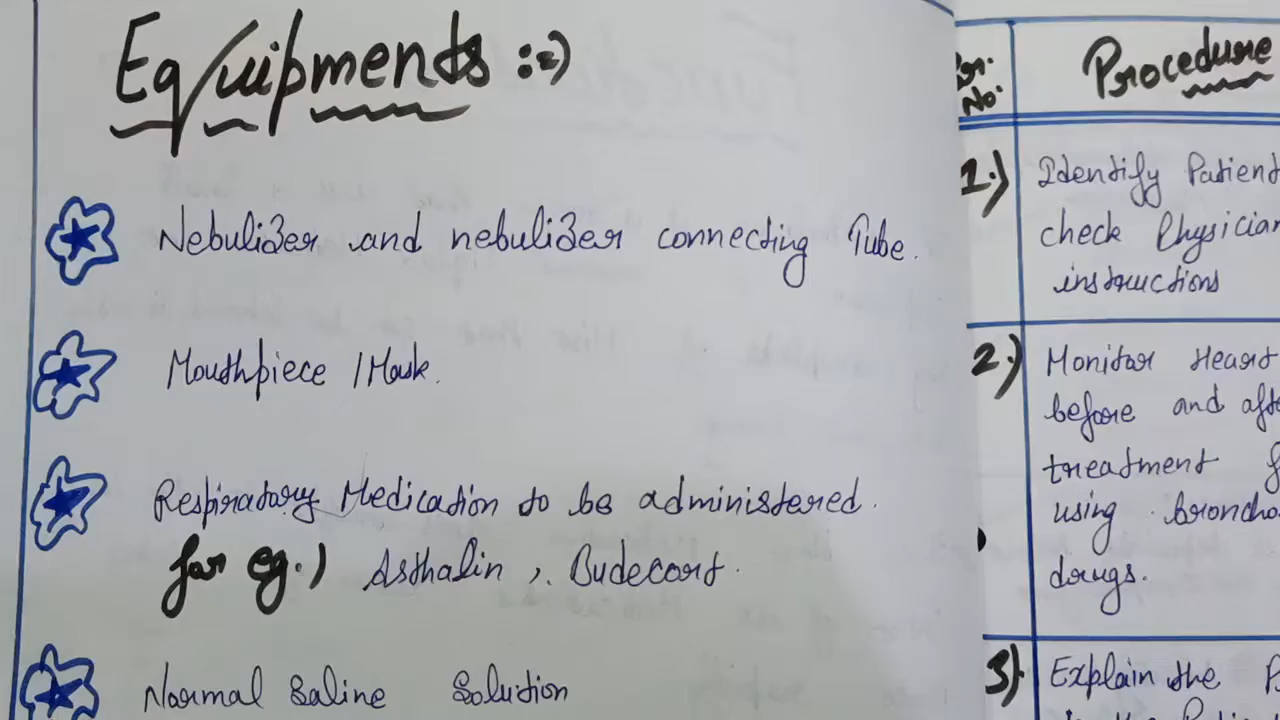 Equipments :-)
Nebulizer and nebulizer connecting Tube.
Mouthpiece / Mask.
Respiratory Medication to be administered.
for eg.) Asthalin, Budecort.
Normal Saline Solution
Sr. No. Procedure
1.) Identify Patient
check Physician
instructions
2.) Monitor Heart
before and after
treatment
using broncho
drugs.
3). Explain the